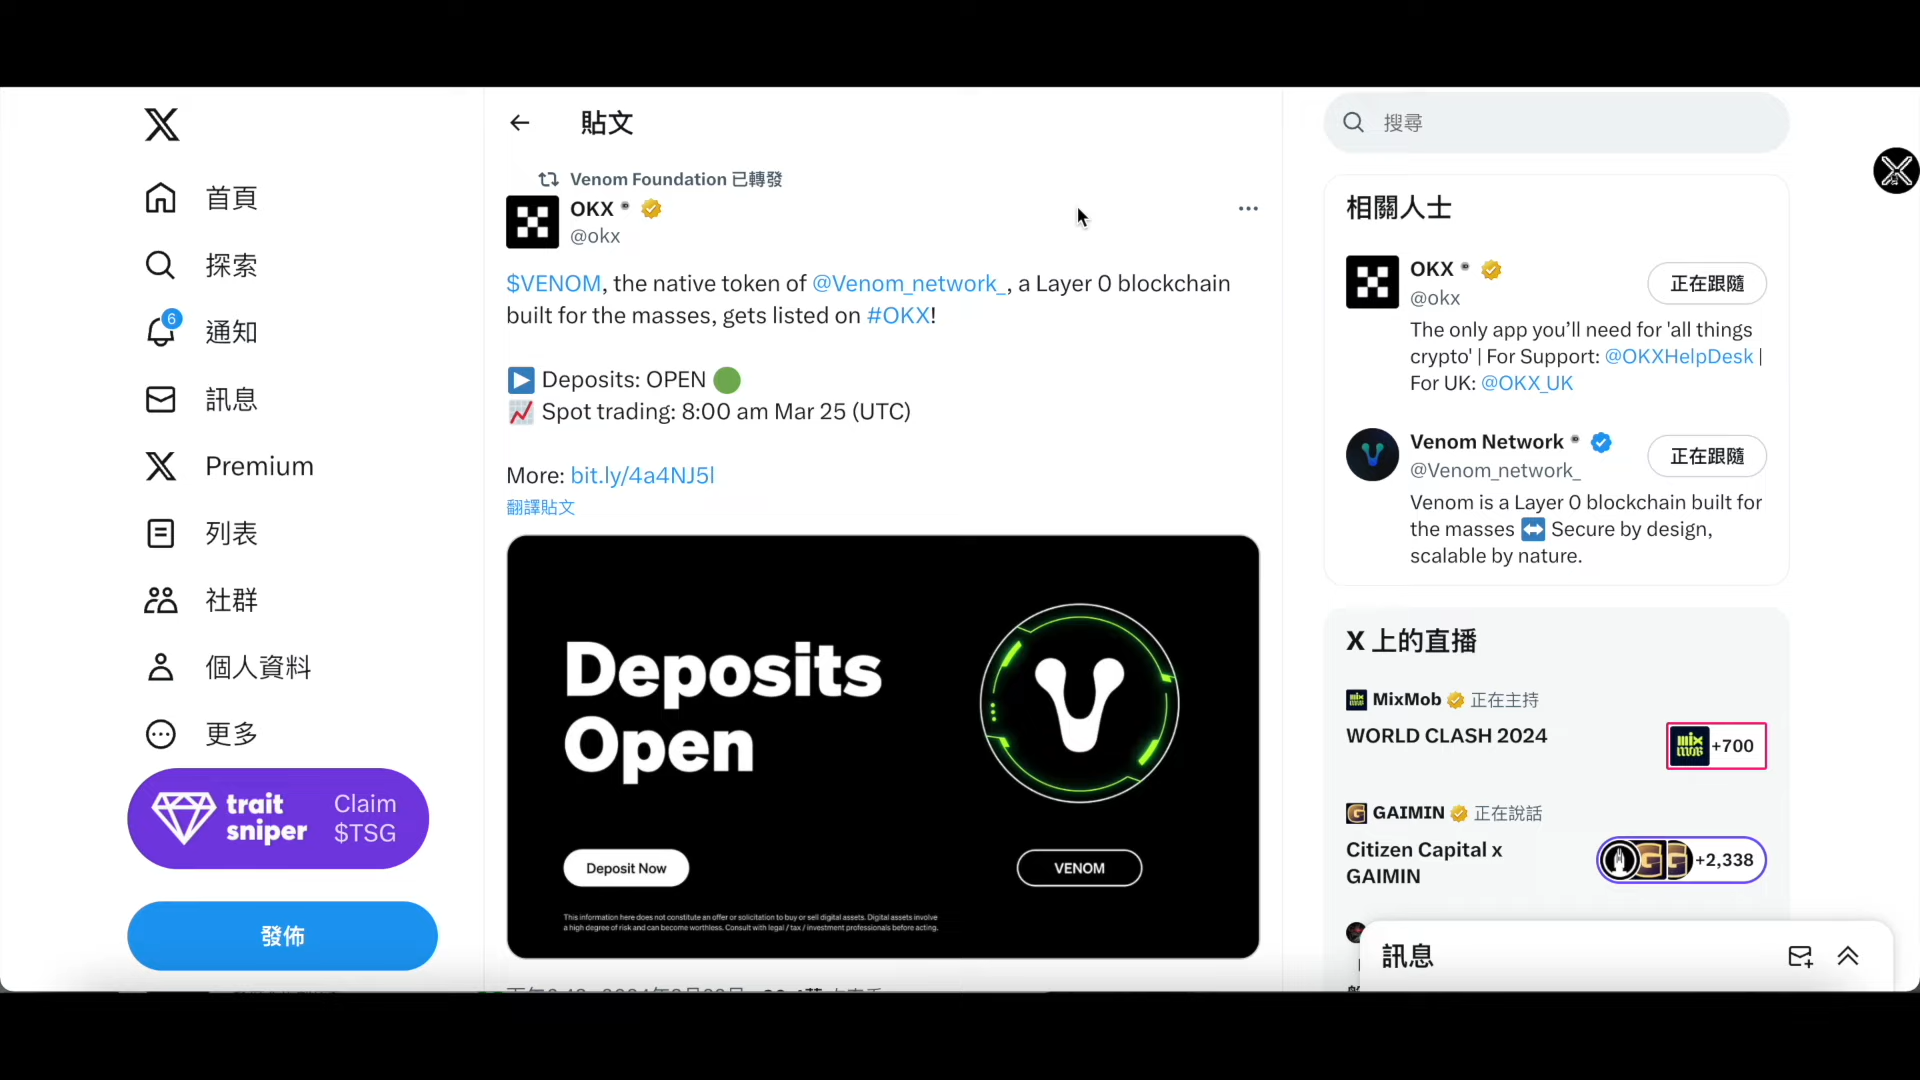 首頁
探索
6
通知
訊息
Premium
列表
社群
個人資料
更多
trait
sniper
Claim
$TSG
發佈
貼文
Venom Foundation 已轉發
OKX
@okx
$VENOM, the native token of @Venom_network_, a Layer 0 blockchain
built for the masses, gets listed on #OKX!
Deposits: OPEN
Spot trading: 8:00 am Mar 25 (UTC)
More: bit.ly/4a4NJ5l
翻譯貼文
Deposits
Open
Deposit Now
VENOM
This information here does not constitute an offer or solicitation to buy or sell digital assets. Digital assets involve
a high degree of risk and can become worthless. Consult with legal / tax / investment professionals before acting.
搜尋
相關人士
OKX
@okx
正在跟隨
The only app you’ll need for 'all things
crypto' | For Support: @OKXHelpDesk |
For UK: @OKX_UK
Venom Network
@Venom_network_
正在跟隨
Venom is a Layer 0 blockchain built for
the masses ↔ Secure by design,
scalable by nature.
X 上的直播
MixMob 正在主持
WORLD CLASH 2024
mix
mob
+700
GAIMIN 正在說話
Citizen Capital x
GAIMIN
+2,338
訊息